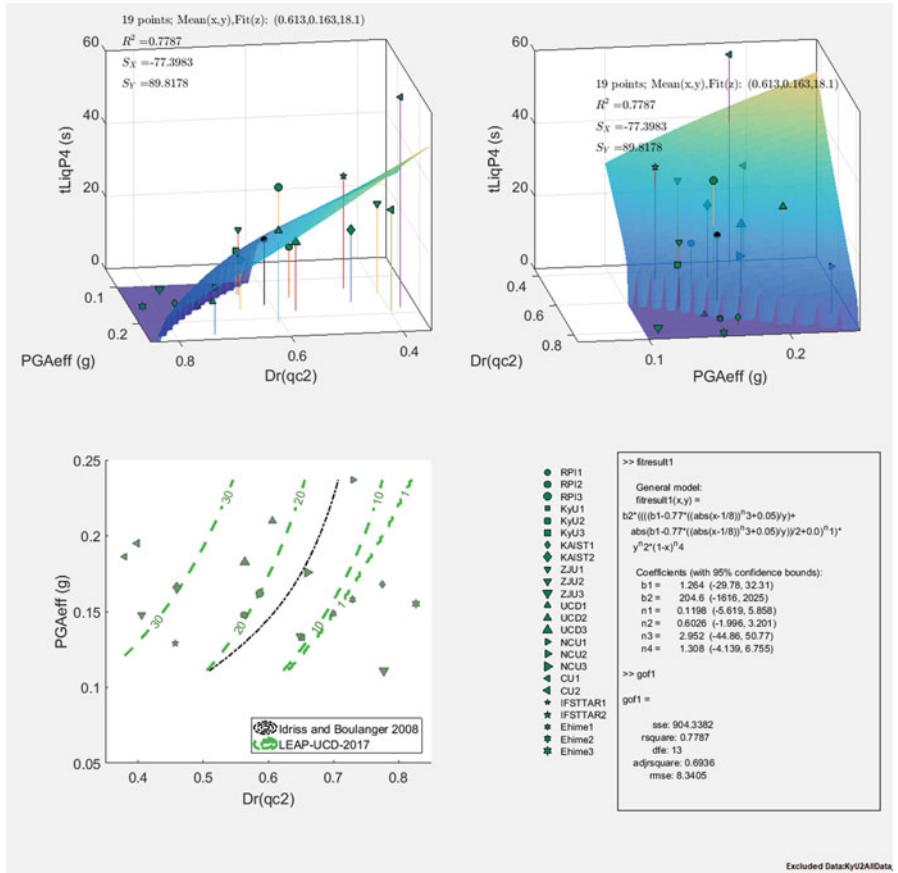 19 points; Mean(x,y),Fit(z): (0.613,0.163,18.1)
R² =0.7787
S_X =-77.3983
S_Y =89.8178
60
40
20
0
tLiqP4 (s)
0.1
0.2
PGAeff (g)
0.8
0.6
0.4
Dr(qc2)
19 points; Mean(x,y),Fit(z): (0.613,0.163,18.1)
R² =0.7787
S_X =-77.3983
S_Y =89.8178
60
40
20
0
tLiqP4 (s)
0.4
0.6
0.8
Dr(qc2)
0.1
0.2
PGAeff (g)
0.25
0.2
0.15
0.1
0.05
PGAeff (g)
30
20
10
1
30
20
10
1
Idriss and Boulanger 2008
LEAP-UCD-2017
0.4
0.5
0.6
0.7
0.8
Dr(qc2)
RPI1
RPI2
RPI3
KyU1
KyU2
KyU3
KAIST1
KAIST2
ZJU1
ZJU2
ZJU3
UCD1
UCD2
UCD3
NCU1
NCU2
NCU3
CU1
CU2
IFSTTAR1
IFSTTAR2
Ehime1
Ehime2
Ehime3
>> fitresult1
General model:
fitresult1(x,y) =
b2*((((b1-0.77*((abs(x-1/8))^n3+0.05)/y)+
abs(b1-0.77*((abs(x-1/8))^n3+0.05)/y))/2+0.0)^n1)*
y^n2*(1-x)^n4
Coefficients (with 95% confidence bounds):
b1 = 1.264 (-29.78, 32.31)
b2 = 204.6 (-1616, 2025)
n1 = 0.1198 (-5.619, 5.858)
n2 = 0.6026 (-1.996, 3.201)
n3 = 2.952 (-44.86, 50.77)
n4 = 1.308 (-4.139, 6.755)
>> gof1
gof1 =
sse: 904.3382
rsquare: 0.7787
dfe: 13
adjrsquare: 0.6936
rmse: 8.3405
Excluded Data:KyU2AllData,